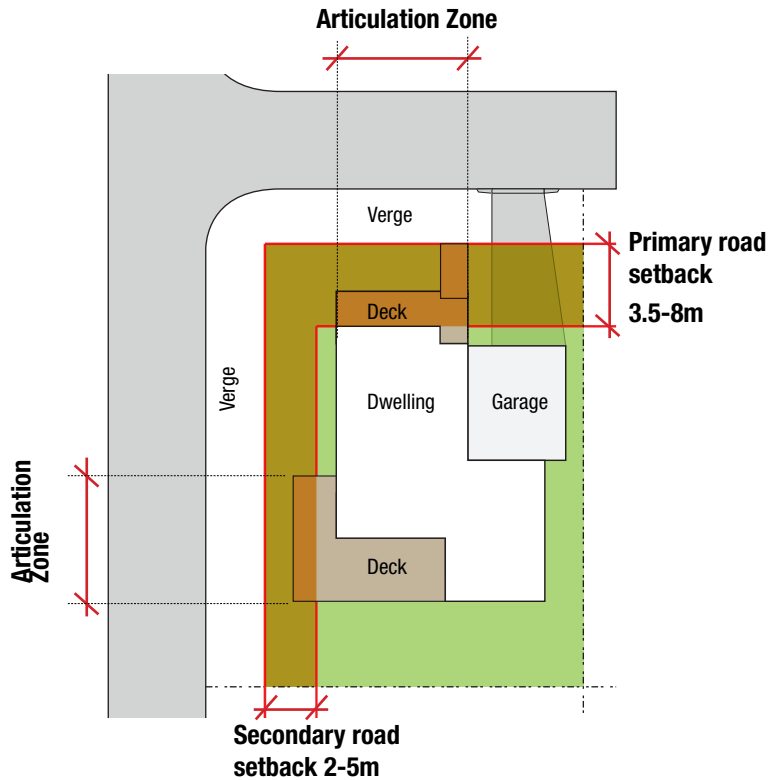 Articulation Zone
Verge
Primary road
setback
3.5-8m
Deck
Verge
Dwelling
Garage
Articulation
Zone
Deck
Secondary road
setback 2-5m